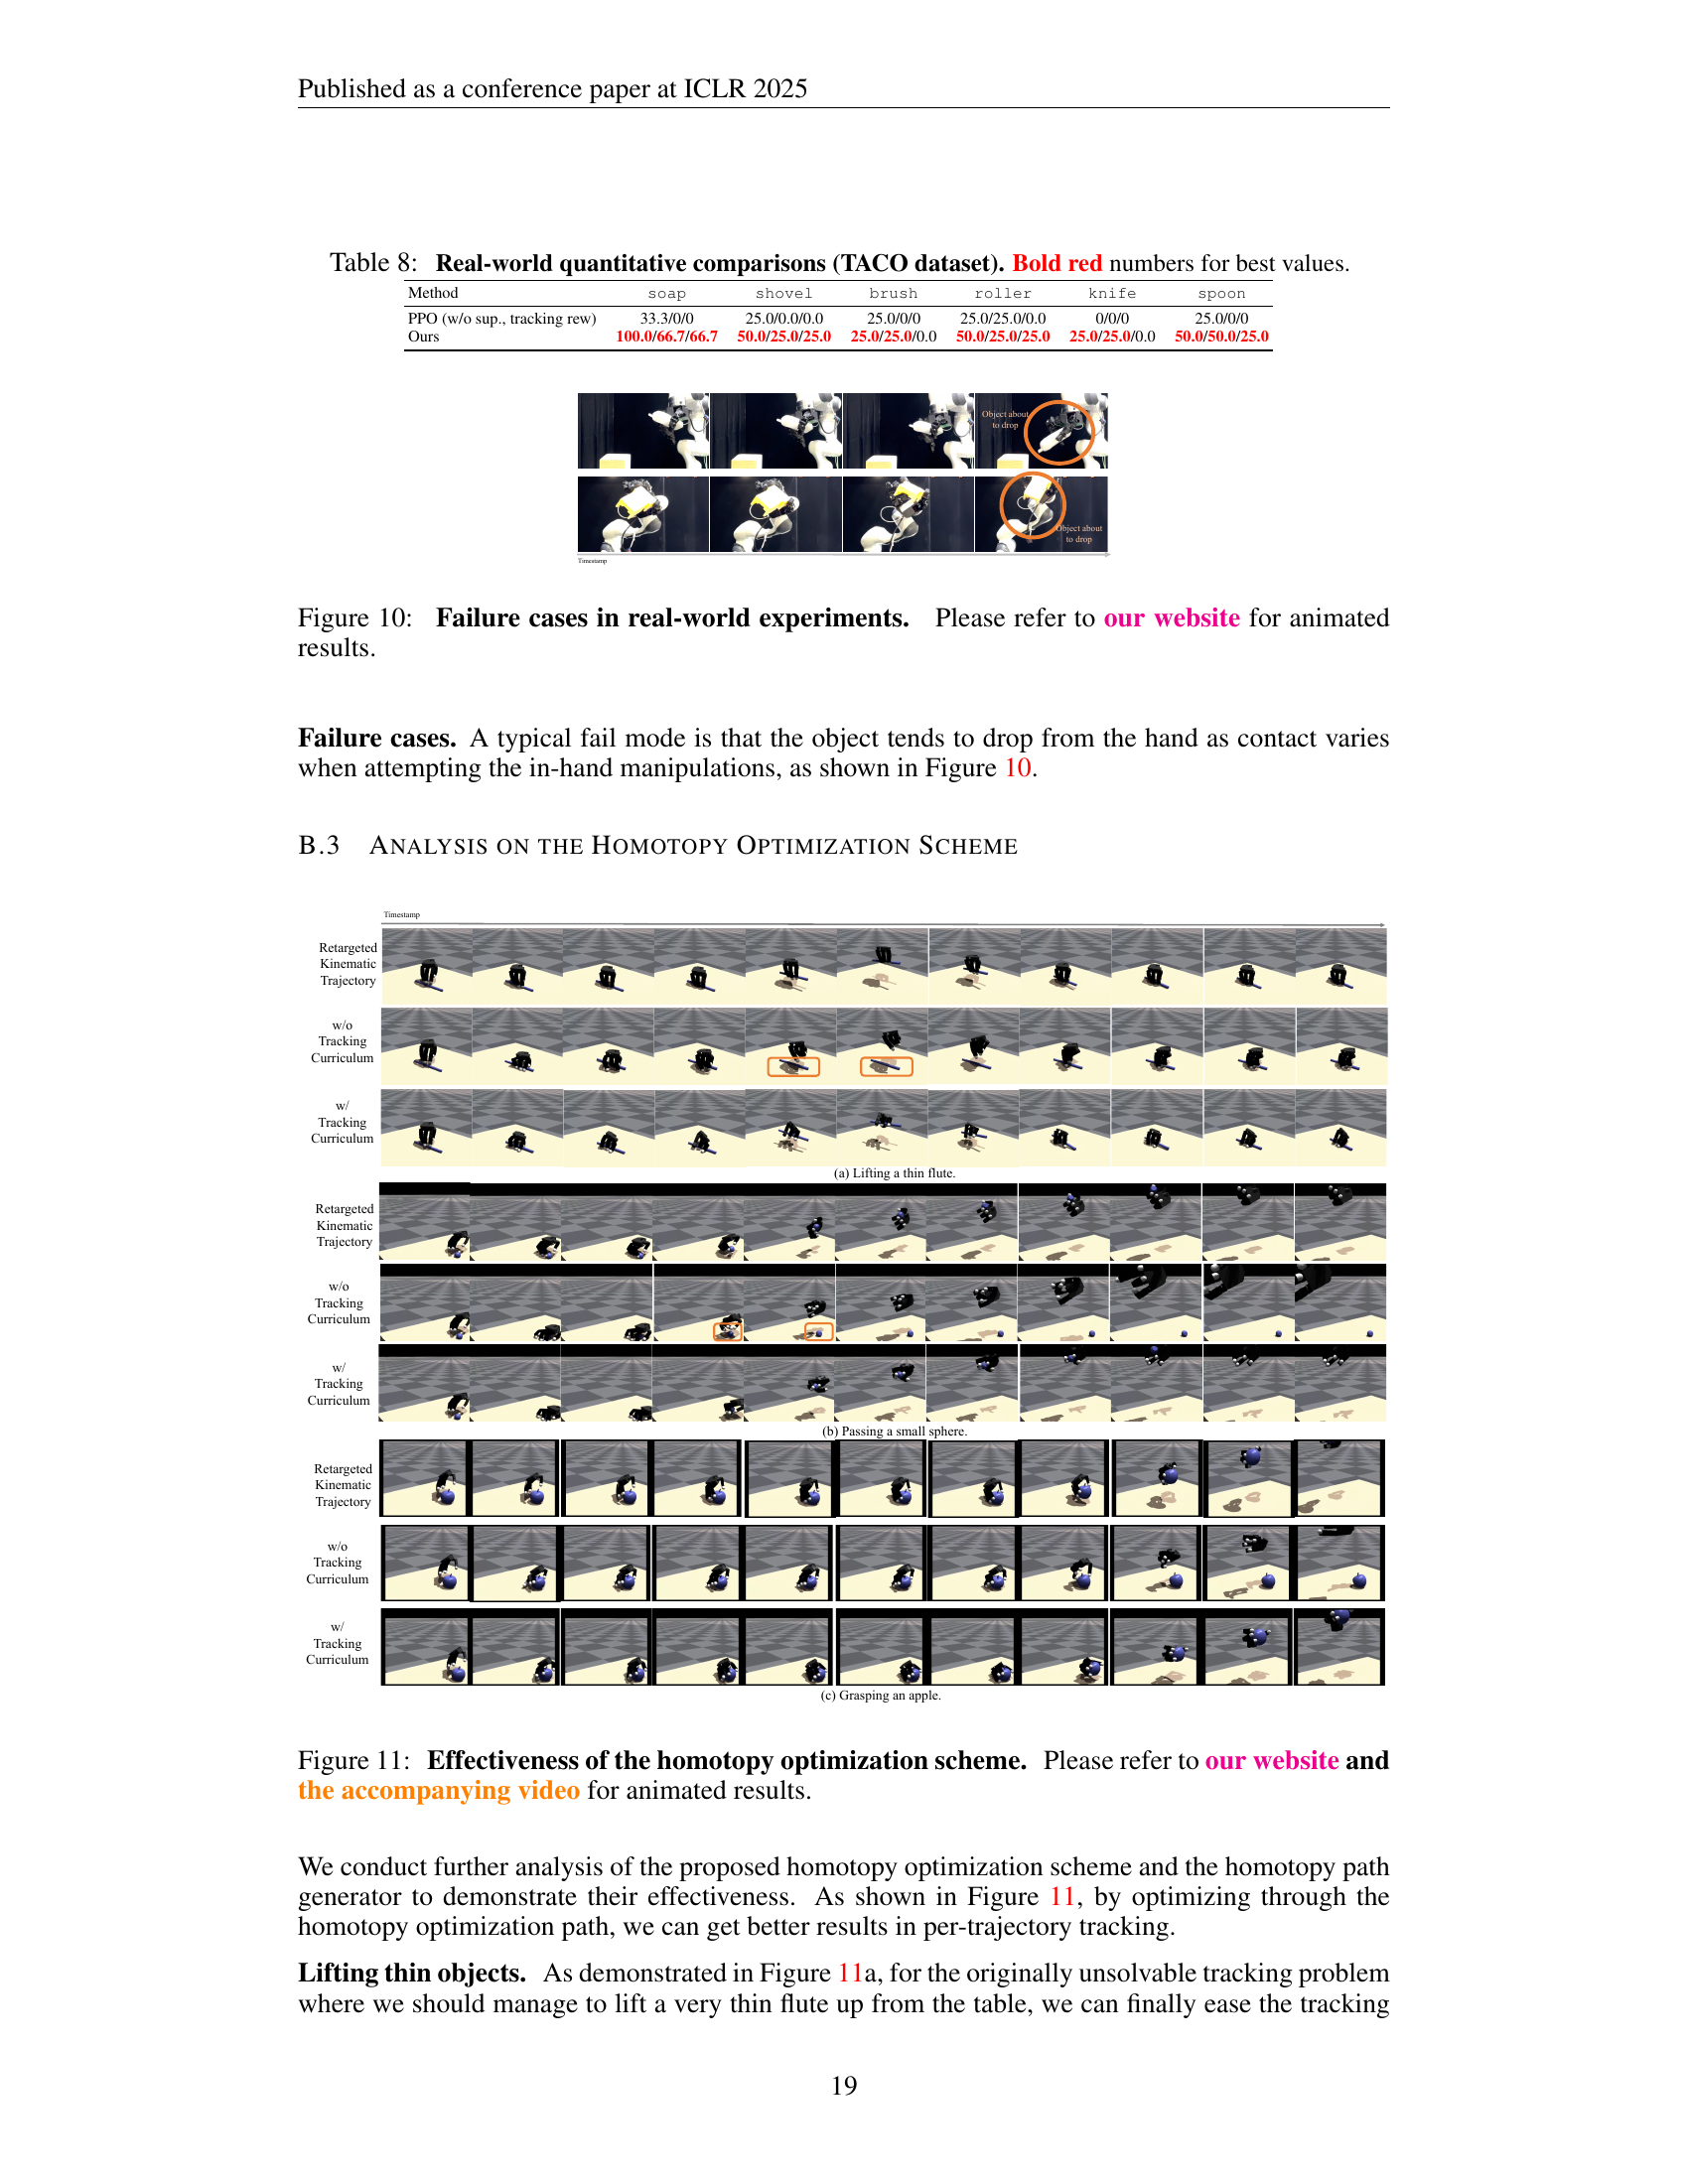 Published as a conference paper at ICLR 2025
Table 8: Real-world quantitative comparisons (TACO dataset). Bold red numbers for best values.
Method soap shovel brush roller knife spoon
PPO (w/o sup., tracking rew) 33.3/0/0 25.0/0.0/0.0 25.0/0/0 25.0/25.0/0.0 0/0/0 25.0/0/0
Ours 100.0/66.7/66.7 50.0/25.0/25.0 25.0/25.0/0.0 50.0/25.0/25.0 25.0/25.0/0.0 50.0/50.0/25.0
Object about
to drop
Object about
to drop
Timestamp
Figure 10: Failure cases in real-world experiments. Please refer to our website for animated
results.
Failure cases. A typical fail mode is that the object tends to drop from the hand as contact varies
when attempting the in-hand manipulations, as shown in Figure 10.
B.3 ANALYSIS ON THE HOMOTOPY OPTIMIZATION SCHEME
Timestamp
Retargeted
Kinematic
Trajectory
w/o
Tracking
Curriculum
w/
Tracking
Curriculum
(a) Lifting a thin flute.
Retargeted
Kinematic
Trajectory
w/o
Tracking
Curriculum
w/
Tracking
Curriculum
(b) Passing a small sphere.
Retargeted
Kinematic
Trajectory
w/o
Tracking
Curriculum
w/
Tracking
Curriculum
(c) Grasping an apple.
Figure 11: Effectiveness of the homotopy optimization scheme. Please refer to our website and
the accompanying video for animated results.
We conduct further analysis of the proposed homotopy optimization scheme and the homotopy path
generator to demonstrate their effectiveness. As shown in Figure 11, by optimizing through the
homotopy optimization path, we can get better results in per-trajectory tracking.
Lifting thin objects. As demonstrated in Figure 11a, for the originally unsolvable tracking problem
where we should manage to lift a very thin flute up from the table, we can finally ease the tracking
19